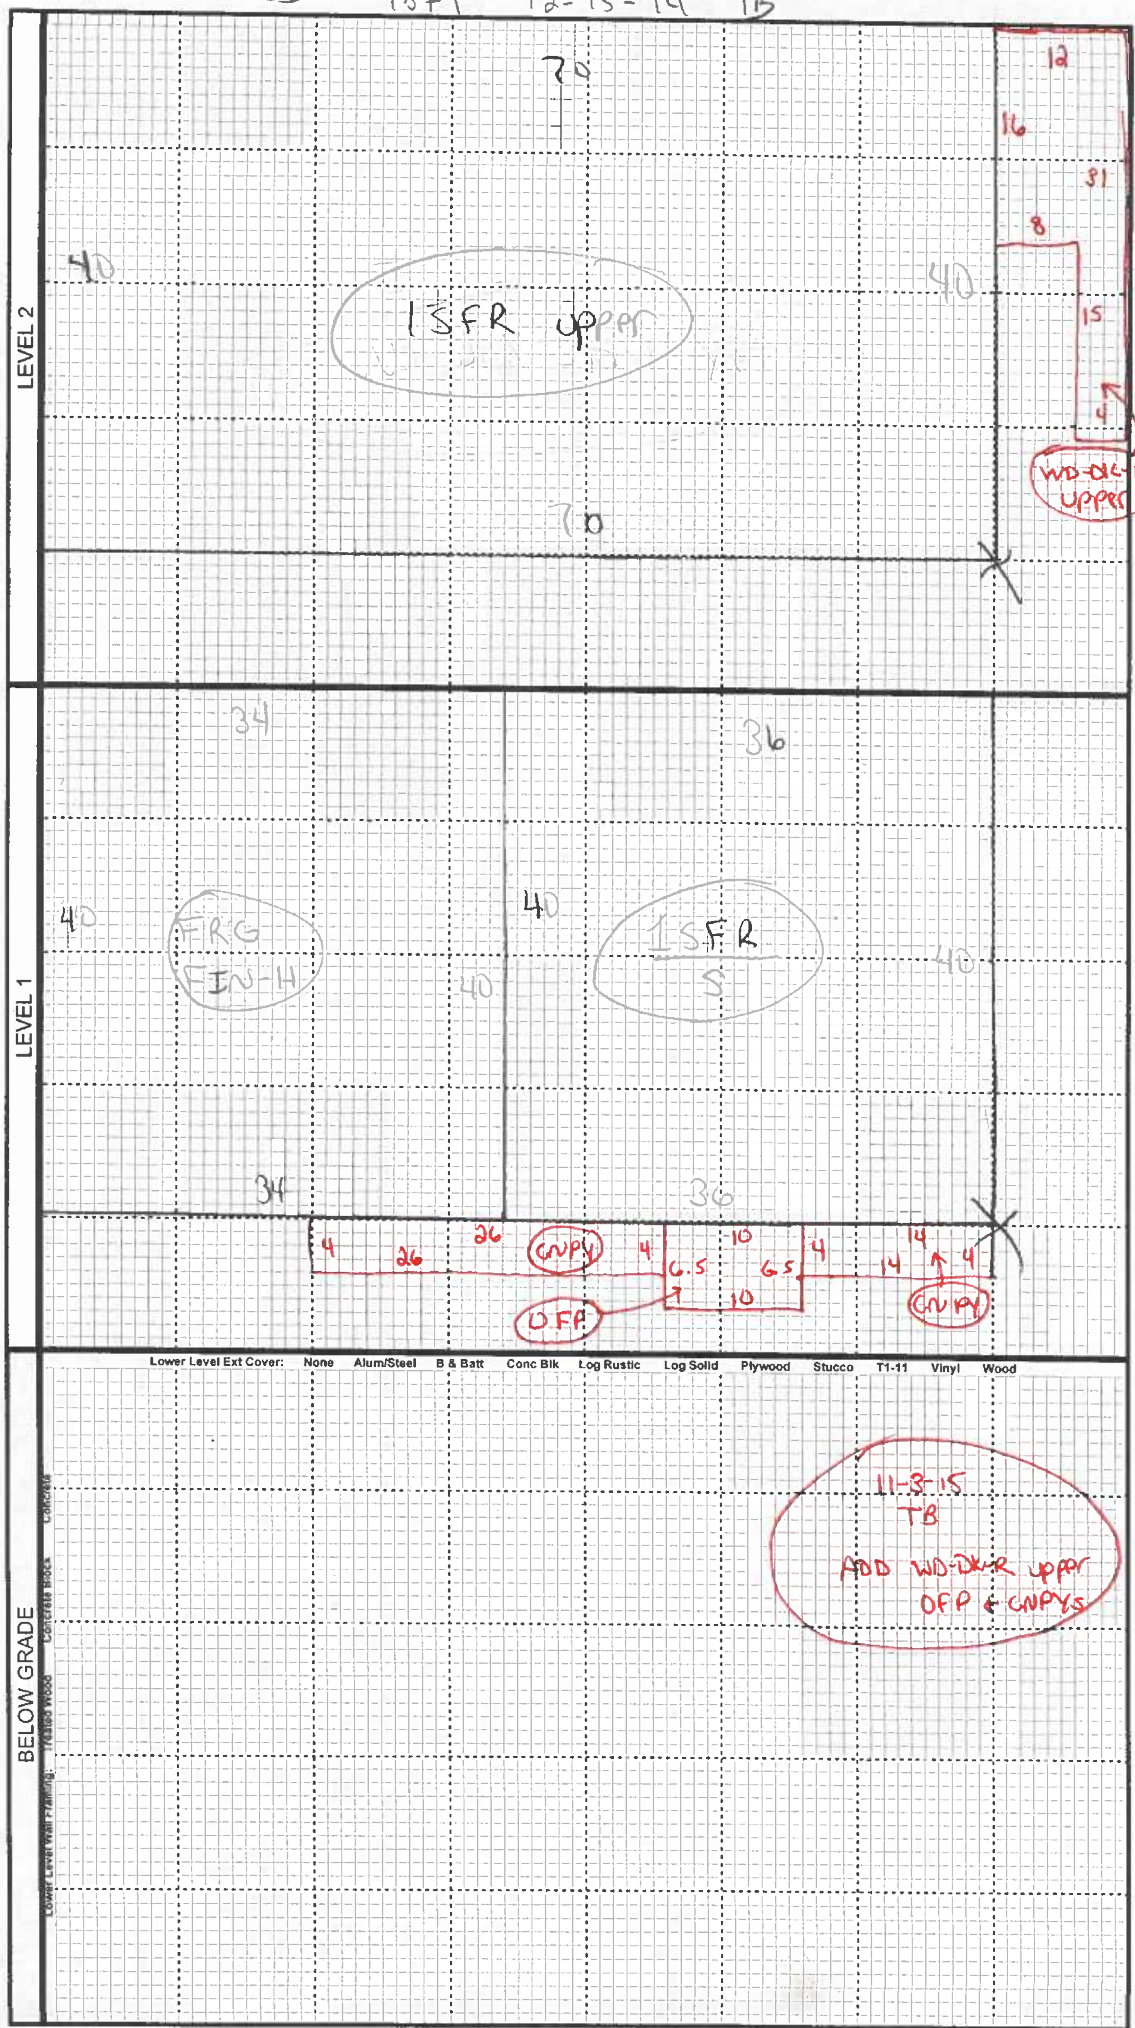 12-15-14 TB
LEVEL 2
70
12
16
31
8
40
40
1SFR upper
15
4
WD-DK-
upper
70
LEVEL 1
34
36
40
40
FRG
FIN-H
1SFR
S
40
40
34
36
4
26
26
CNPY
4
6.5
10
6.5
10
4
14
14
4
CNPY
OFP
BELOW GRADE
Lower Level Ext Cover: None Alum/Steel B & Batt Conc Blk Log Rustic Log Solid Plywood Stucco T1-11 Vinyl Wood
Lower Level Wall Framing: Treated Wood Concrete Block Concrete
11-3-15
TB
ADD WD-DK-R upper
OFP & CNPYs